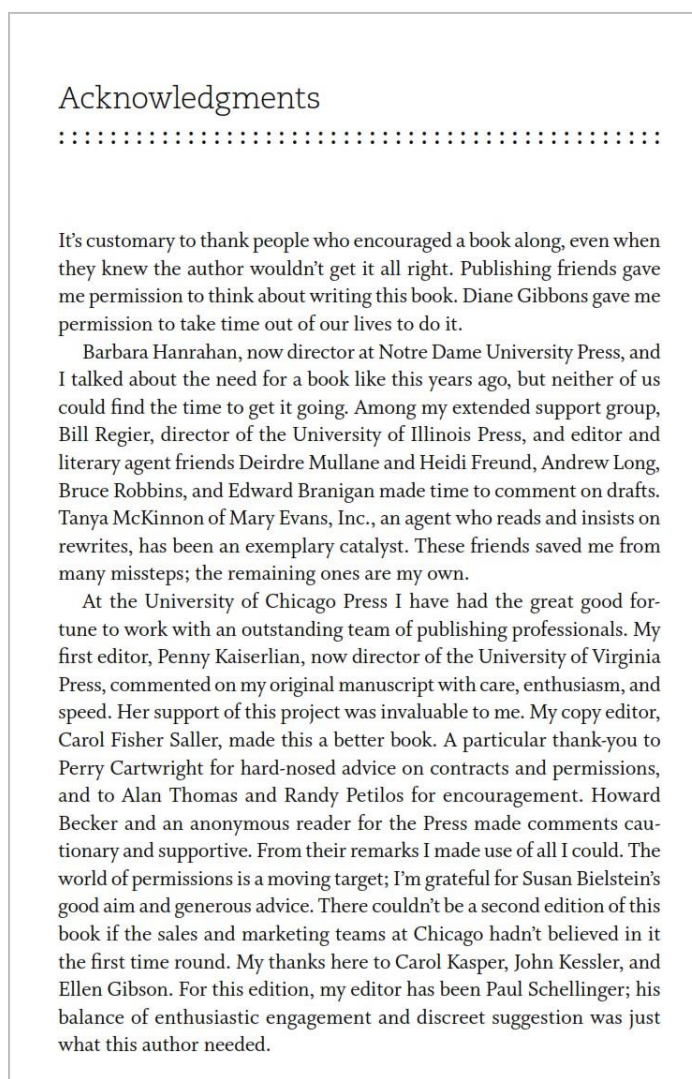 Acknowledgments
It's customary to thank people who encouraged a book along, even when
they knew the author wouldn't get it all right. Publishing friends gave
me permission to think about writing this book. Diane Gibbons gave me
permission to take time out of our lives to do it.
Barbara Hanrahan, now director at Notre Dame University Press, and
I talked about the need for a book like this years ago, but neither of us
could find the time to get it going. Among my extended support group,
Bill Regier, director of the University of Illinois Press, and editor and
literary agent friends Deirdre Mullane and Heidi Freund, Andrew Long,
Bruce Robbins, and Edward Branigan made time to comment on drafts.
Tanya McKinnon of Mary Evans, Inc., an agent who reads and insists on
rewrites, has been an exemplary catalyst. These friends saved me from
many missteps; the remaining ones are my own.
At the University of Chicago Press I have had the great good for-
tune to work with an outstanding team of publishing professionals. My
first editor, Penny Kaiserlian, now director of the University of Virginia
Press, commented on my original manuscript with care, enthusiasm, and
speed. Her support of this project was invaluable to me. My copy editor,
Carol Fisher Saller, made this a better book. A particular thank-you to
Perry Cartwright for hard-nosed advice on contracts and permissions,
and to Alan Thomas and Randy Petilos for encouragement. Howard
Becker and an anonymous reader for the Press made comments cau-
tionary and supportive. From their remarks I made use of all I could. The
world of permissions is a moving target; I'm grateful for Susan Bielstein's
good aim and generous advice. There couldn't be a second edition of this
book if the sales and marketing teams at Chicago hadn't believed in it
the first time round. My thanks here to Carol Kasper, John Kessler, and
Ellen Gibson. For this edition, my editor has been Paul Schellinger; his
balance of enthusiastic engagement and discreet suggestion was just
what this author needed.